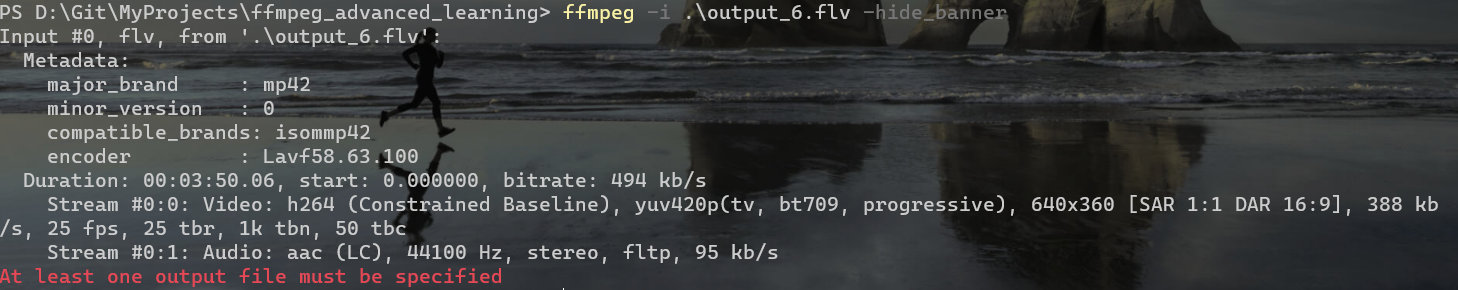 PS D:\Git\MyProjects\ffmpeg_advanced_learning> ffmpeg -i .\output_6.flv -hide_banner
Input #0, flv, from '.\output_6.flv':
  Metadata:
    major_brand     : mp42
    minor_version   : 0
    compatible_brands: isommp42
    encoder         : Lavf58.63.100
  Duration: 00:03:50.06, start: 0.000000, bitrate: 494 kb/s
    Stream #0:0: Video: h264 (Constrained Baseline), yuv420p(tv, bt709, progressive), 640x360 [SAR 1:1 DAR 16:9], 388 kb
/s, 25 fps, 25 tbr, 1k tbn, 50 tbc
    Stream #0:1: Audio: aac (LC), 44100 Hz, stereo, fltp, 95 kb/s
At least one output file must be specified